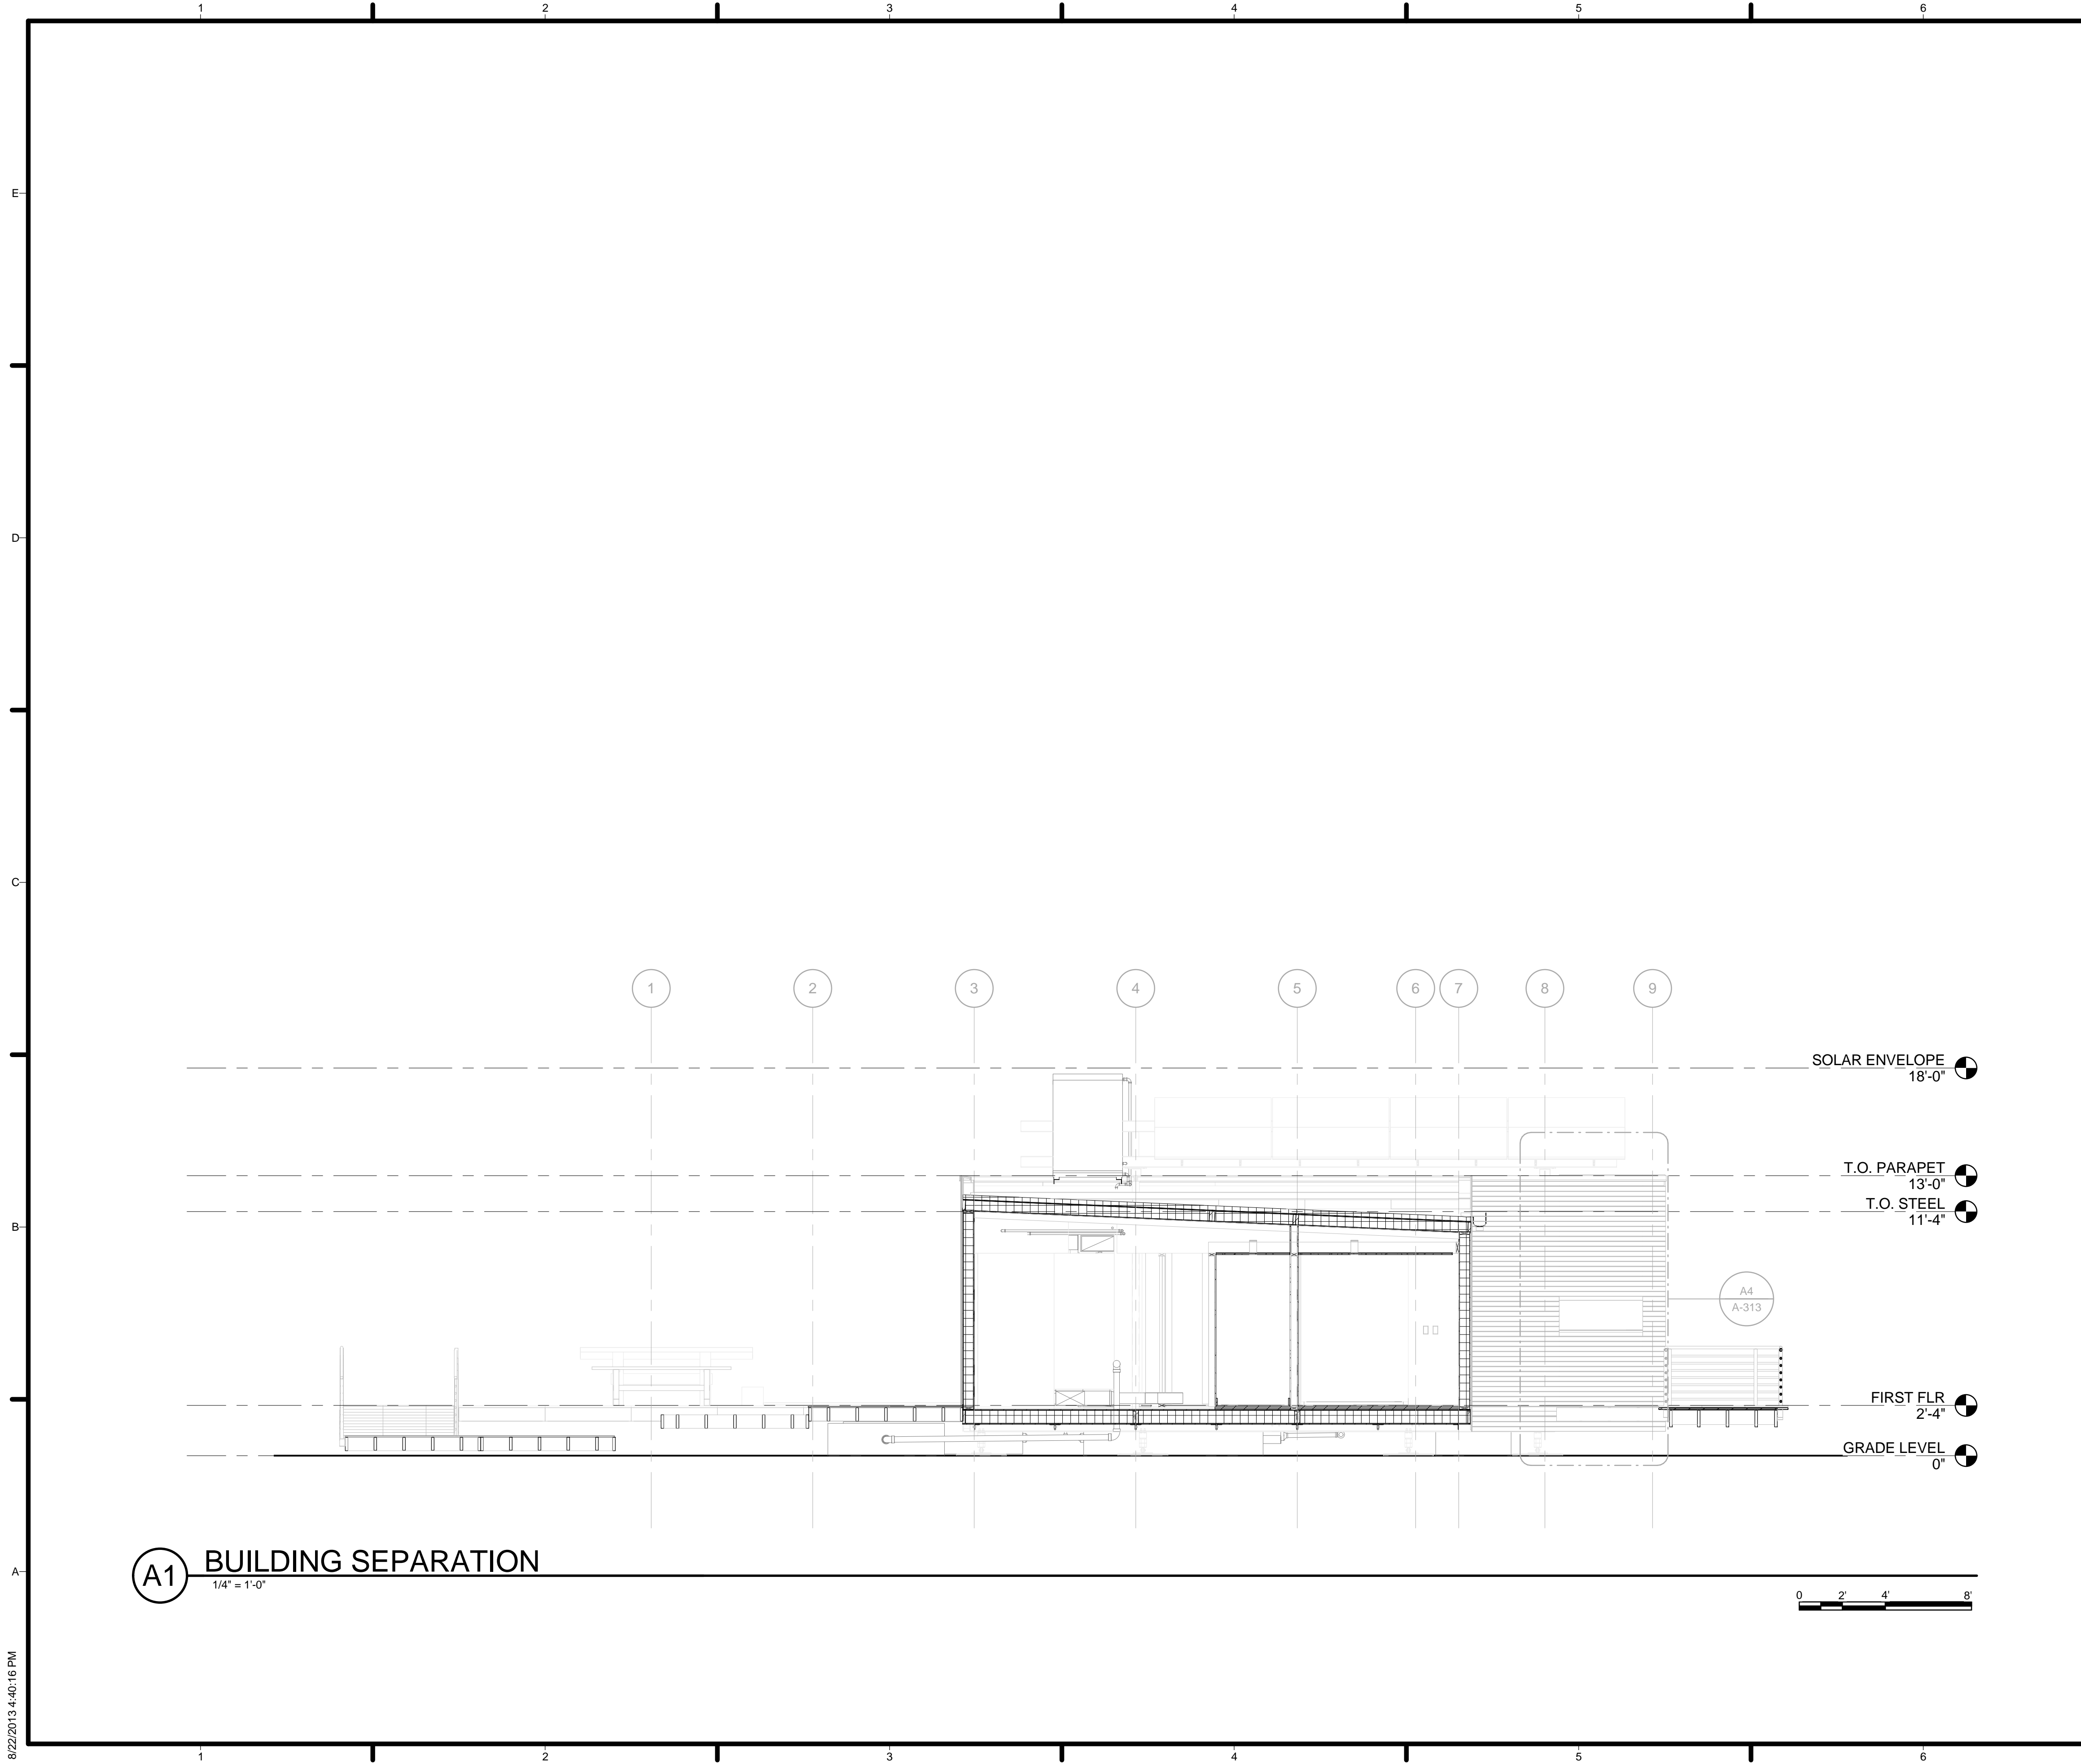 1 2 3 4 5 6
E
D
C
B
A
1 2 3 4 5 6 7 8 9
SOLAR ENVELOPE
18'-0"
T.O. PARAPET
13'-0"
T.O. STEEL
11'-4"
A4
A-313
FIRST FLR
2'-4"
GRADE LEVEL
0"
A1
BUILDING SEPARATION
1/4" = 1'-0"
0 2' 4' 8'
8/22/2013 4:40:16 PM
1 2 3 4 5 6